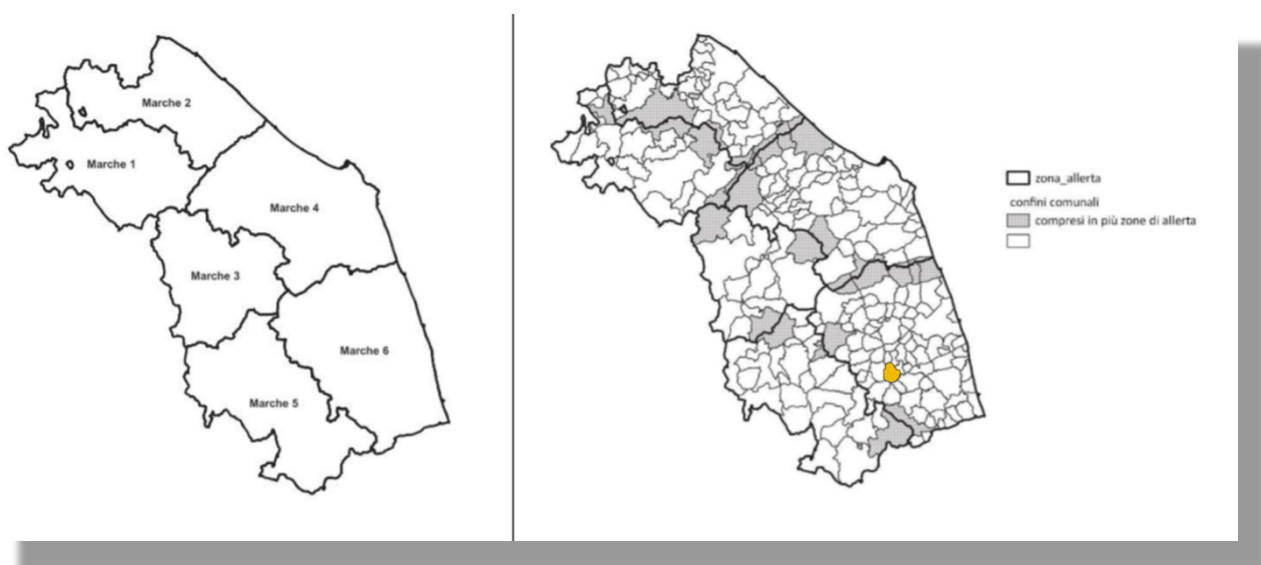 Marche 2
Marche 1
Marche 4
Marche 3
Marche 6
Marche 5
zona_allerta
confini comunali
compresi in più zone di allerta